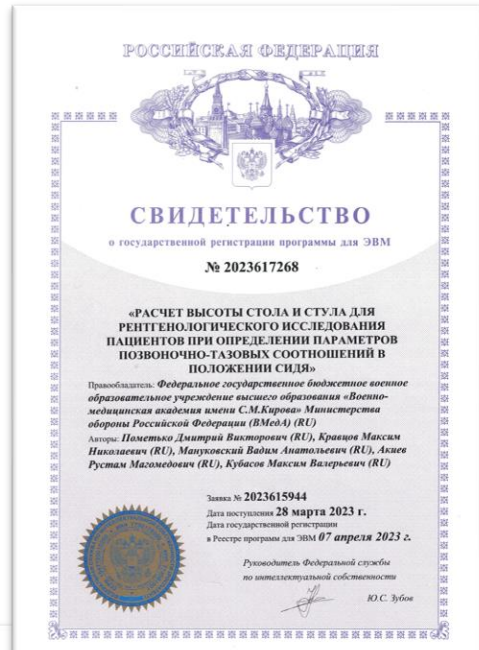 РОССИЙСКАЯ ФЕДЕРАЦИЯ
СВИДЕТЕЛЬСТВО
о государственной регистрации программы для ЭВМ
№ 2023617268
«РАСЧЕТ ВЫСОТЫ СТОЛА И СТУЛА ДЛЯ
РЕНТГЕНОЛОГИЧЕСКОГО ИССЛЕДОВАНИЯ
ПАЦИЕНТОВ ПРИ ОПРЕДЕЛЕНИИ ПАРАМЕТРОВ
ПОЗВОНОЧНО-ТАЗОВЫХ СООТНОШЕНИЙ В
ПОЛОЖЕНИИ СИДЯ»
Правообладатель: Федеральное государственное бюджетное военное
образовательное учреждение высшего образования «Военно-
медицинская академия имени С.М.Кирова» Министерства
обороны Российской Федерации (ВМедА) (RU)
Авторы: Пометько Дмитрий Викторович (RU), Кравцов Максим
Николаевич (RU), Мануковский Вадим Анатольевич (RU), Акиев
Рустам Магомедович (RU), Кубасов Максим Валерьевич (RU)
Заявка № 2023615944
Дата поступления 28 марта 2023 г.
Дата государственной регистрации
в Реестре программ для ЭВМ 07 апреля 2023 г.
Руководитель Федеральной службы
по интеллектуальной собственности
Ю.С. Зубов